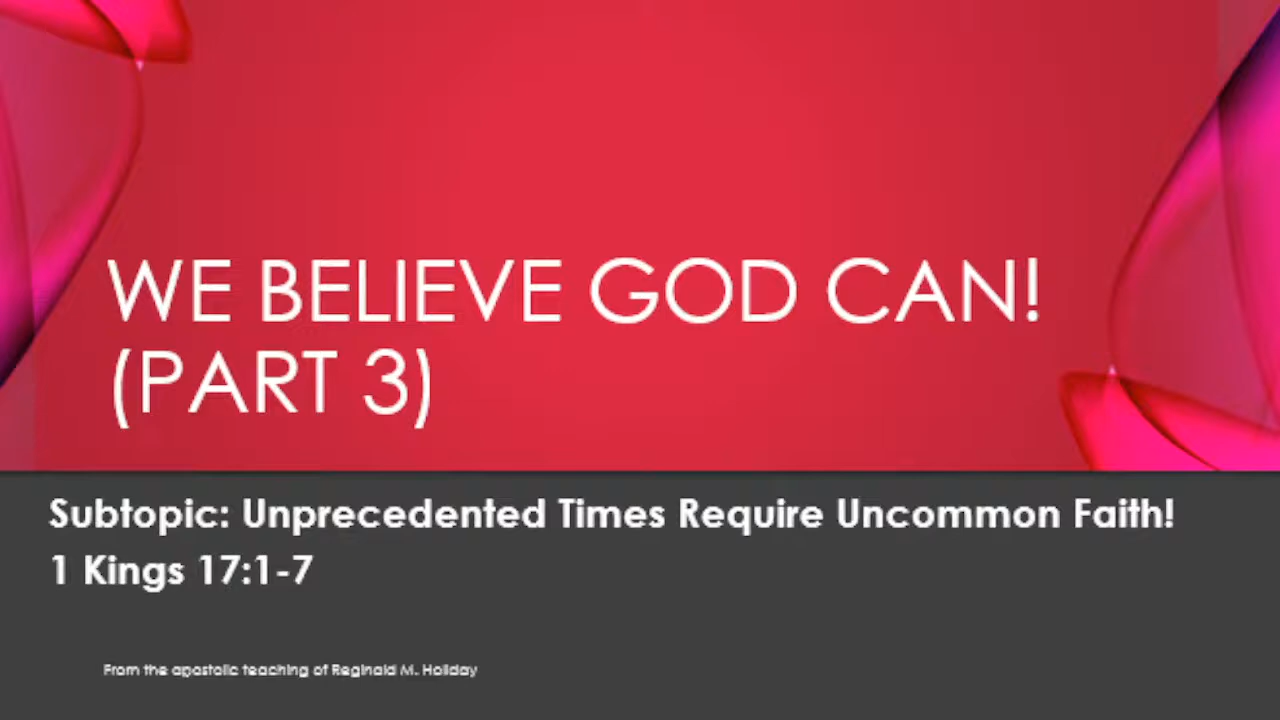 WE BELIEVE GOD CAN!
(PART 3)
Subtopic: Unprecedented Times Require Uncommon Faith!
1 Kings 17:1-7
From the apostolic teaching of Reginald M. Holiday